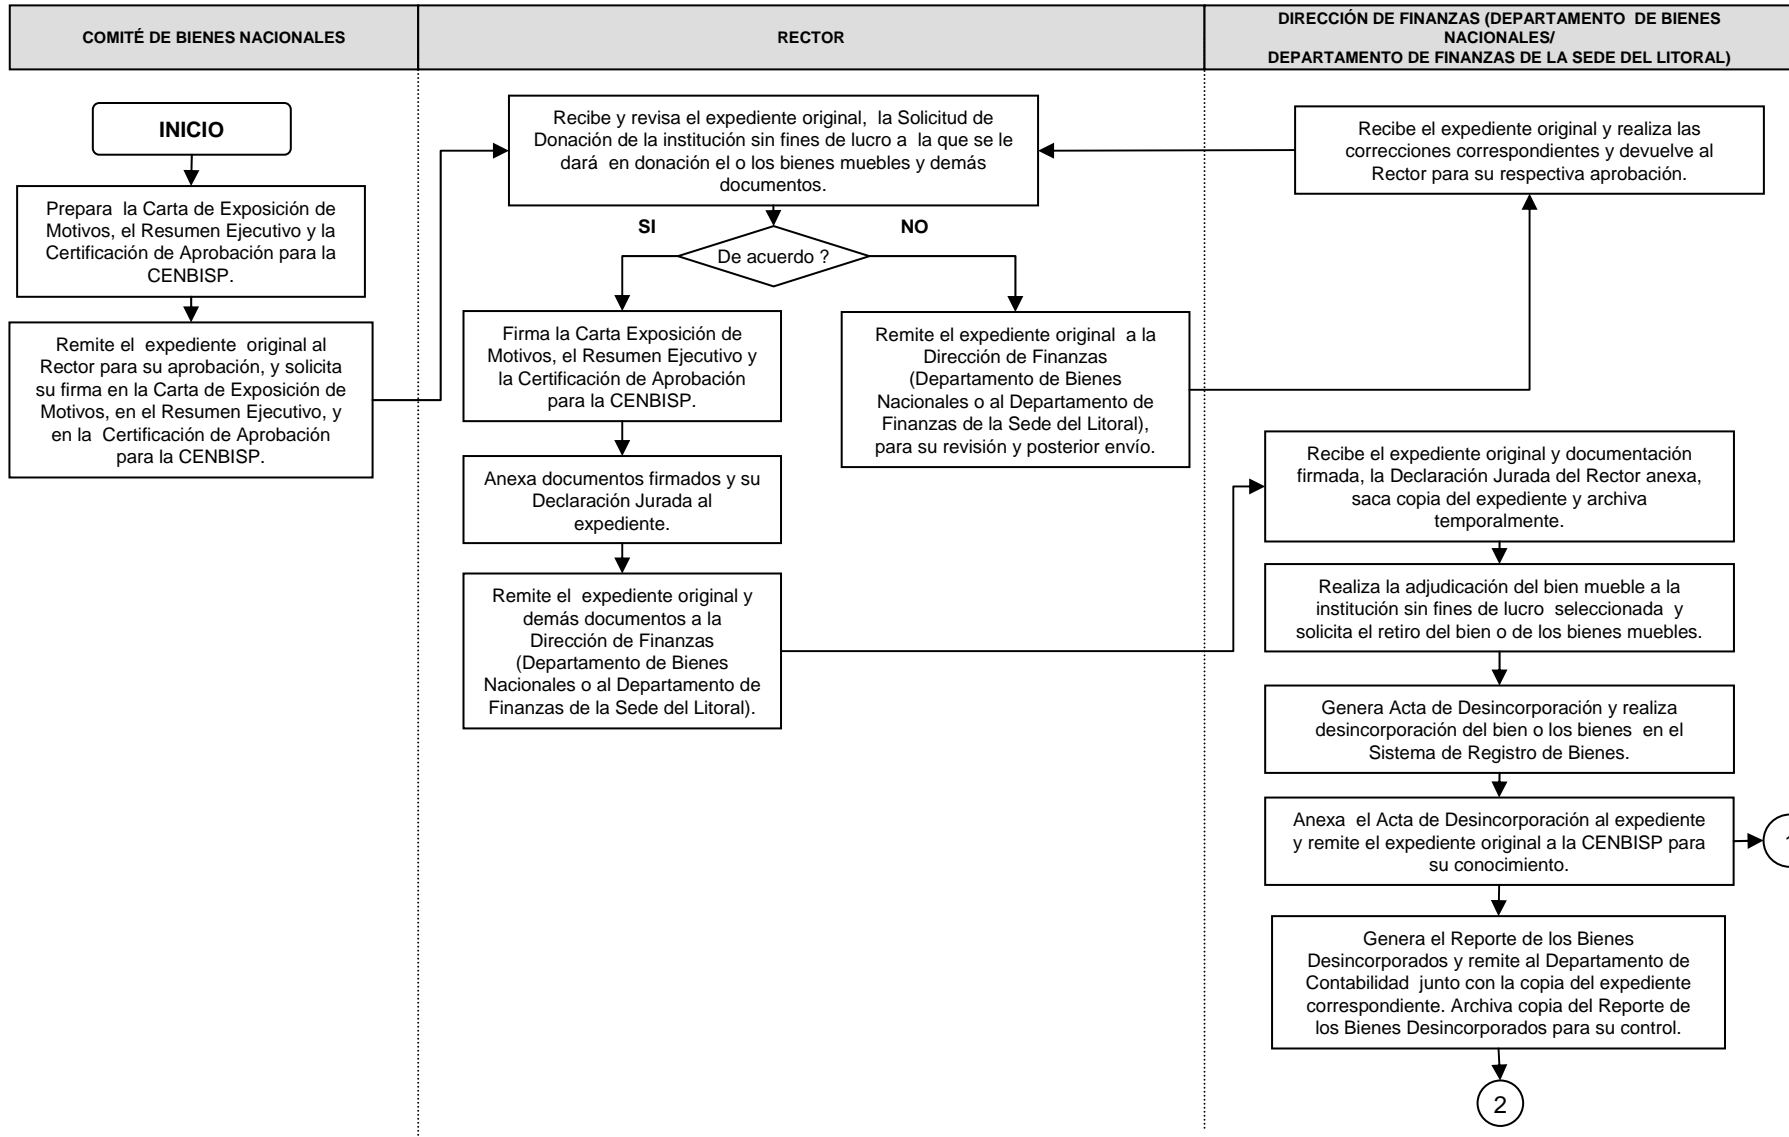 COMITÉ DE BIENES NACIONALES
RECTOR
DIRECCIÓN DE FINANZAS (DEPARTAMENTO DE BIENES
NACIONALES/
DEPARTAMENTO DE FINANZAS DE LA SEDE DEL LITORAL)
INICIO
Prepara la Carta de Exposición de
Motivos, el Resumen Ejecutivo y la
Certificación de Aprobación para la
CENBISP.
Remite el expediente original al
Rector para su aprobación, y solicita
su firma en la Carta de Exposición de
Motivos, en el Resumen Ejecutivo, y
en la Certificación de Aprobación
para la CENBISP.
Recibe y revisa el expediente original, la Solicitud de
Donación de la institución sin fines de lucro a la que se le
dará en donación el o los bienes muebles y demás
documentos.
SI
NO
De acuerdo ?
Firma la Carta Exposición de
Motivos, el Resumen Ejecutivo y
la Certificación de Aprobación
para la CENBISP.
Anexa documentos firmados y su
Declaración Jurada al
expediente.
Remite el expediente original y
demás documentos a la
Dirección de Finanzas
(Departamento de Bienes
Nacionales o al Departamento de
Finanzas de la Sede del Litoral).
Remite el expediente original a la
Dirección de Finanzas
(Departamento de Bienes
Nacionales o al Departamento de
Finanzas de la Sede del Litoral),
para su revisión y posterior envío.
Recibe el expediente original y realiza las
correcciones correspondientes y devuelve al
Rector para su respectiva aprobación.
Recibe el expediente original y documentación
firmada, la Declaración Jurada del Rector anexa,
saca copia del expediente y archiva
temporalmente.
Realiza la adjudicación del bien mueble a la
institución sin fines de lucro seleccionada y
solicita el retiro del bien o de los bienes muebles.
Genera Acta de Desincorporación y realiza
desincorporación del bien o los bienes en el
Sistema de Registro de Bienes.
Anexa el Acta de Desincorporación al expediente
y remite el expediente original a la CENBISP para
su conocimiento.
1
Genera el Reporte de los Bienes
Desincorporados y remite al Departamento de
Contabilidad junto con la copia del expediente
correspondiente. Archiva copia del Reporte de
los Bienes Desincorporados para su control.
2